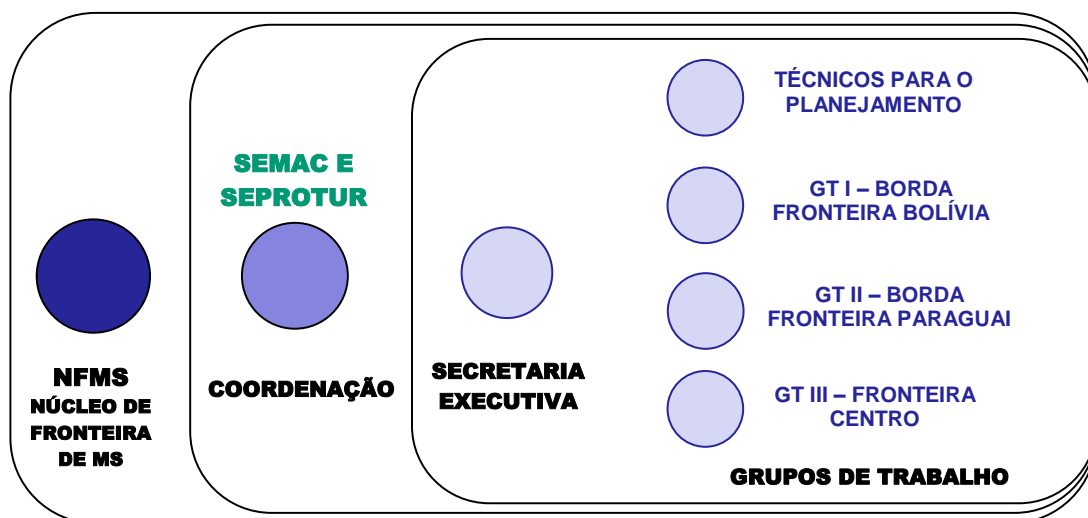 NFMS
NÚCLEO DE
FRONTEIRA
DE MS
SEMAC E
SEPROTUR
COORDENAÇÃO
SECRETARIA
EXECUTIVA
TÉCNICOS PARA O
PLANEJAMENTO
GT I – BORDA
FRONTEIRA BOLÍVIA
GT II – BORDA
FRONTEIRA PARAGUAI
GT III – FRONTEIRA
CENTRO
GRUPOS DE TRABALHO